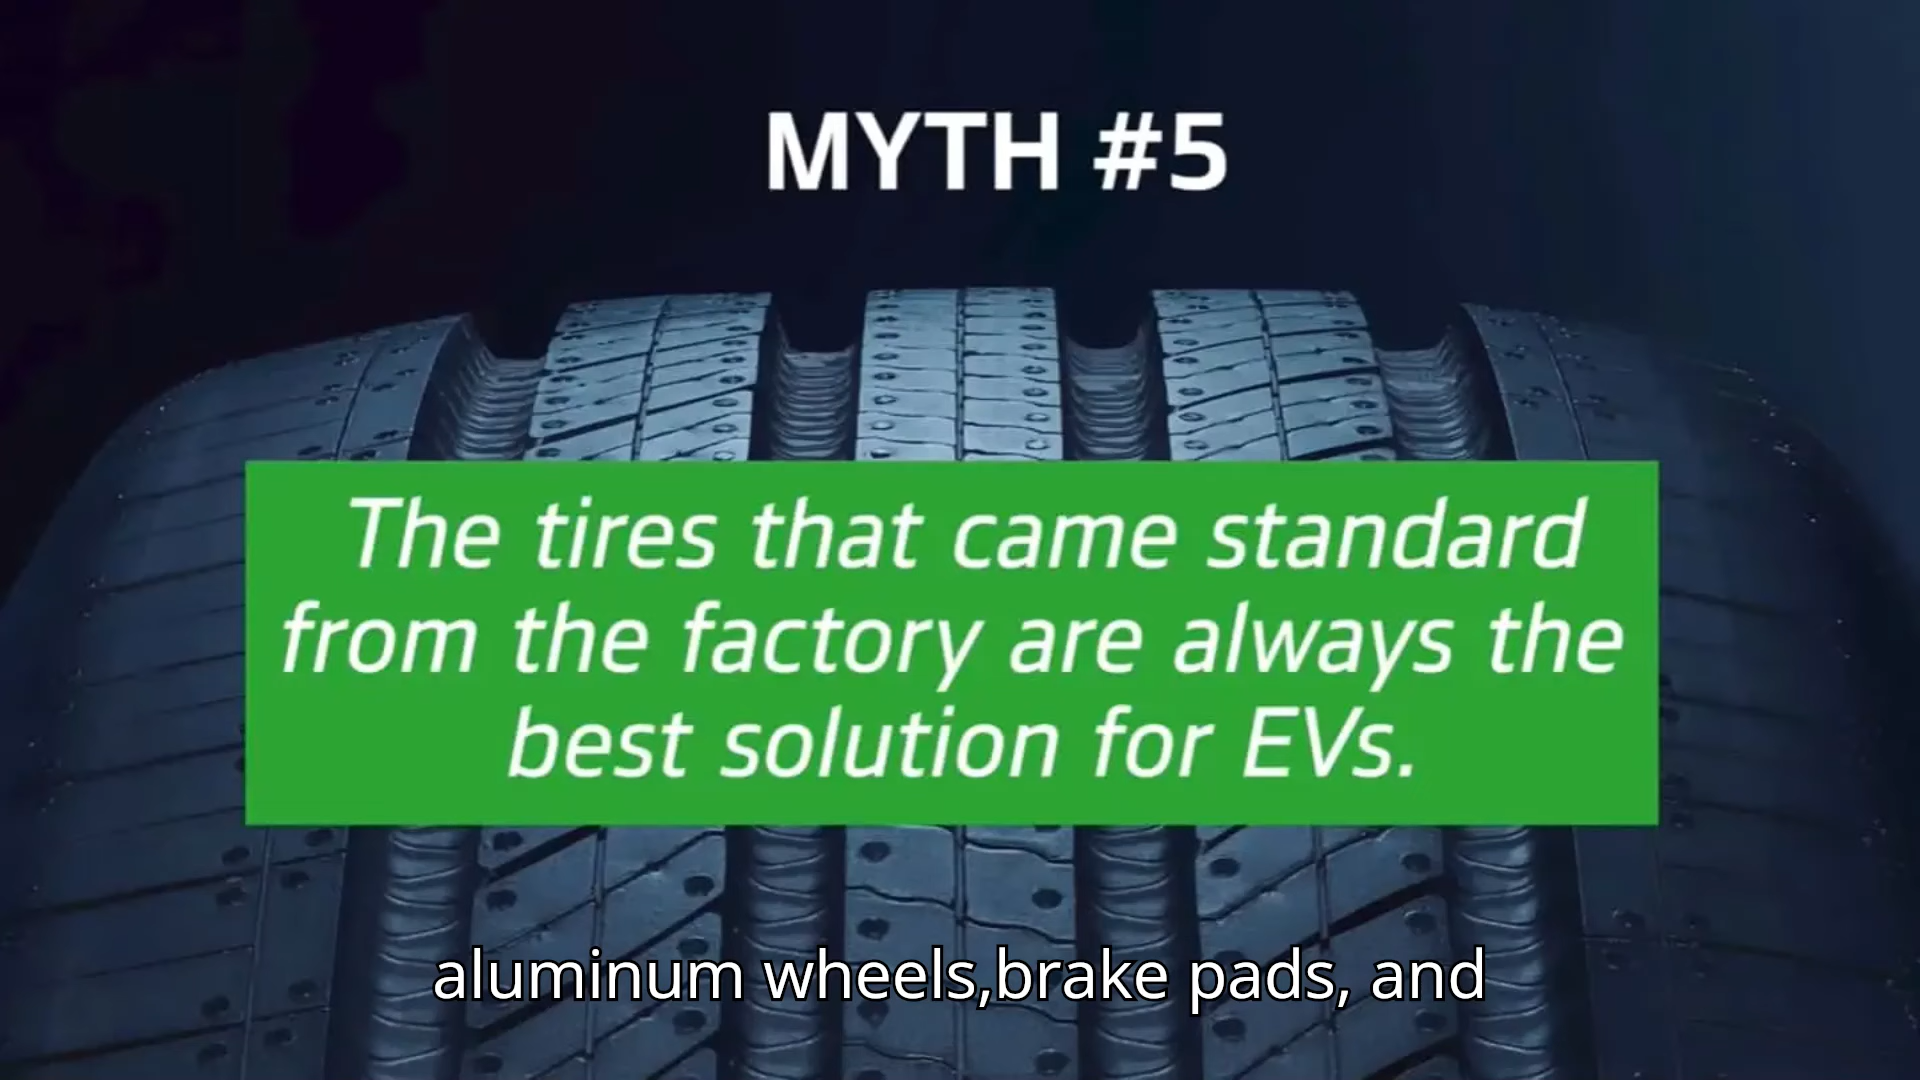 MYTH #5
The tires that came standard
from the factory are always the
best solution for EVs.
aluminum wheels,brake pads, and